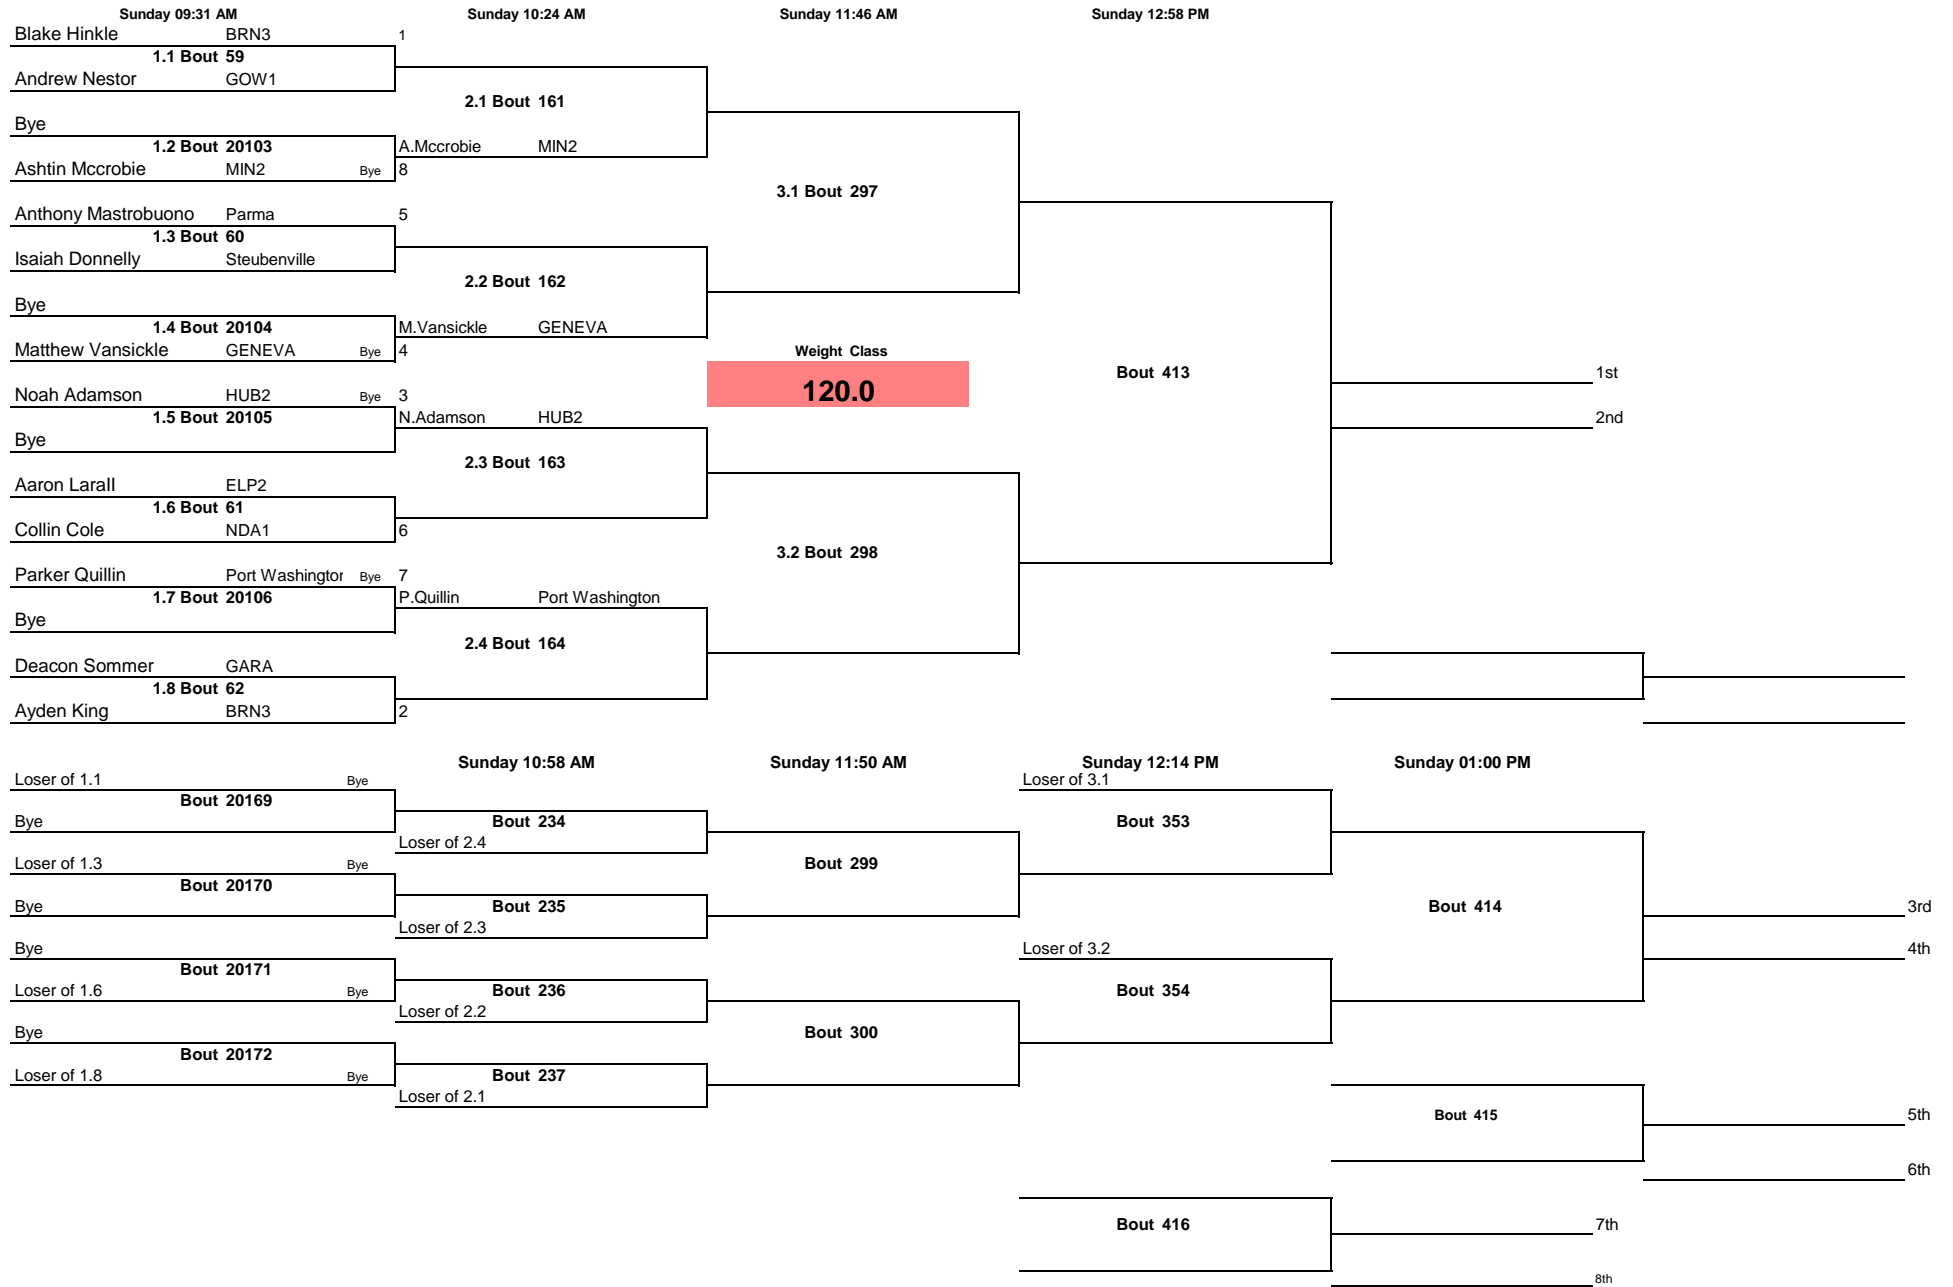 Sunday 09:31 AM Sunday 10:24 AM Sunday 11:46 AM Sunday 12:58 PM
Blake Hinkle BRN3 1
1.1 Bout 59
Andrew Nestor GOW1
2.1 Bout 161
Bye
1.2 Bout 20103 A.Mccrobie MIN2
Ashtin Mccrobie MIN2 Bye 8
3.1 Bout 297
Anthony Mastrobuono Parma 5
1.3 Bout 60
Isaiah Donnelly Steubenville
2.2 Bout 162
Bye
1.4 Bout 20104 M.Vansickle GENEVA
Matthew Vansickle GENEVA Bye 4 Weight Class
Bout 413 1st
Noah Adamson HUB2 Bye 3 120.0
1.5 Bout 20105 N.Adamson HUB2 2nd
Bye
2.3 Bout 163
Aaron LaralI ELP2
1.6 Bout 61
Collin Cole NDA1 6
3.2 Bout 298
Parker Quillin Port Washingtor Bye 7
1.7 Bout 20106 P.Quillin Port Washington
Bye
2.4 Bout 164
Deacon Sommer GARA
1.8 Bout 62
Ayden King BRN3 2
Sunday 10:58 AM Sunday 11:50 AM Sunday 12:14 PM Sunday 01:00 PM
Loser of 1.1 Bye Loser of 3.1
Bout 20169
Bye Bout 234 Bout 353
Loser of 2.4
Loser of 1.3 Bye Bout 299
Bout 20170
Bye Bout 235 Bout 414 3rd
Loser of 2.3
Bye Loser of 3.2 4th
Bout 20171
Loser of 1.6 Bye Bout 236 Bout 354
Loser of 2.2
Bye Bout 300
Bout 20172
Loser of 1.8 Bye Bout 237
Loser of 2.1
Bout 415 5th
6th
Bout 416 7th
8th